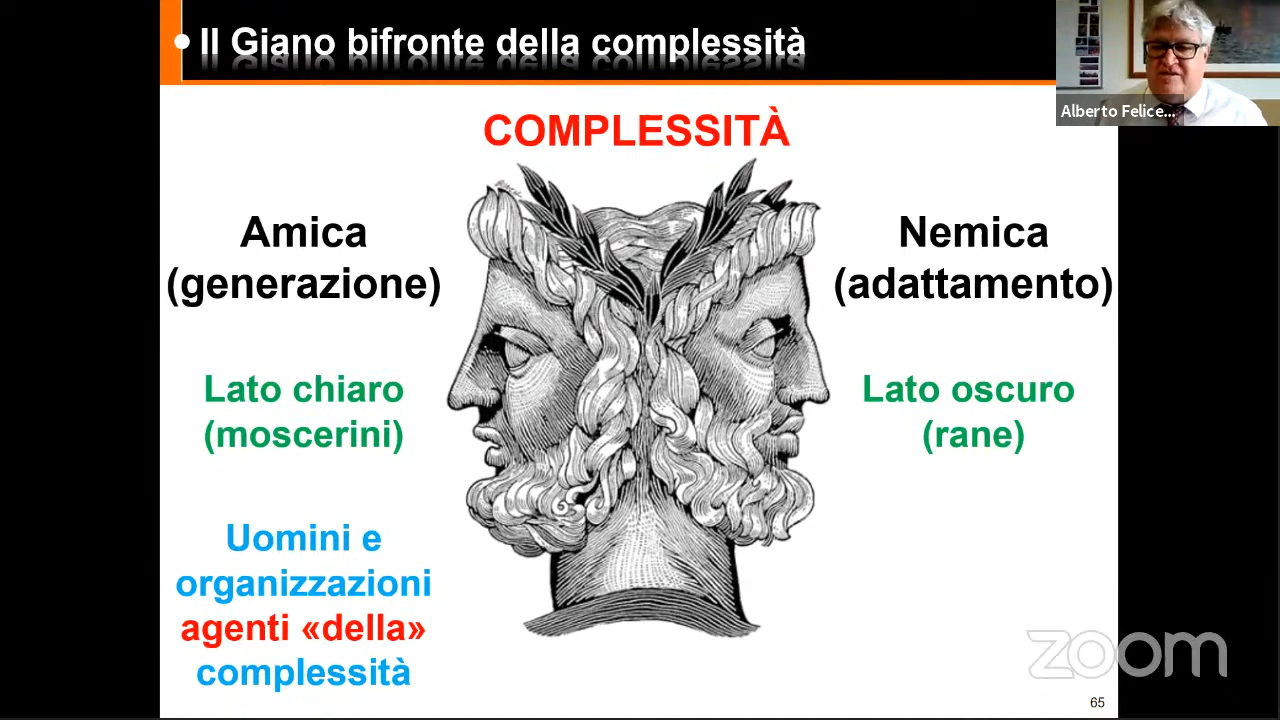 Il Giano bifronte della complessità
Alberto Felice...
COMPLESSITÀ
Amica
(generazione)
Nemica
(adattamento)
Lato chiaro
(moscerini)
Lato oscuro
(rane)
Uomini e
organizzazioni
agenti «della»
complessità
zoom
65